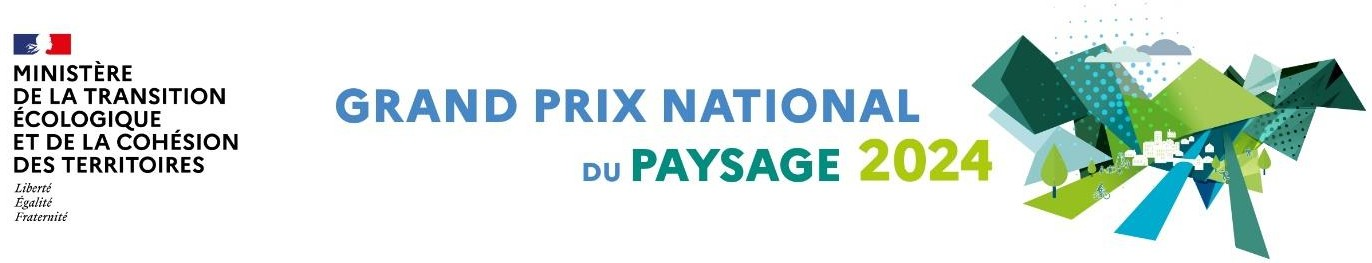 MINISTÈRE
DE LA TRANSITION
ÉCOLOGIQUE
ET DE LA COHÉSION
DES TERRITOIRES
Liberté
Égalité
Fraternité
GRAND PRIX NATIONAL
DU PAYSAGE 2024